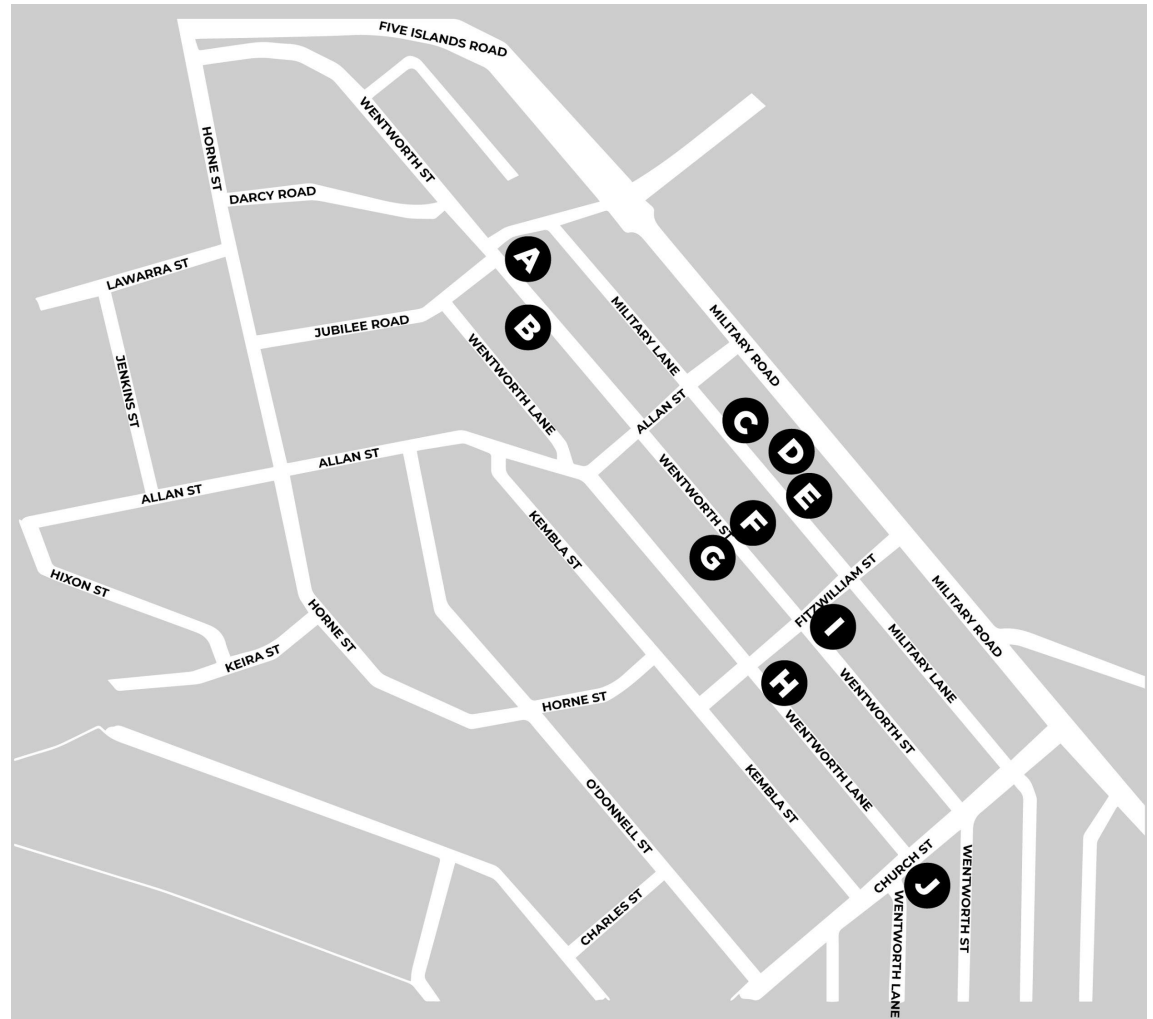 FIVE ISLANDS ROAD
WENTWORTH ST
HORNE ST
DARCY ROAD
A
LAWARRA ST
MILITARY LANE
MILITARY ROAD
JUBILEE ROAD
B
WENTWORTH LANE
JENKINS ST
ALLAN ST
C
D
ALLAN ST
WENTWORTH ST
E
ALLAN ST
F
KEMBLA ST
G
HIXON ST
FITZWILLIAM ST
MILITARY ROAD
HORNE ST
I
MILITARY LANE
KEIRA ST
H
WENTWORTH ST
HORNE ST
WENTWORTH LANE
KEMBLA ST
O'DONNELL ST
CHURCH ST
J
WENTWORTH ST
CHARLES ST
WENTWORTH LANE